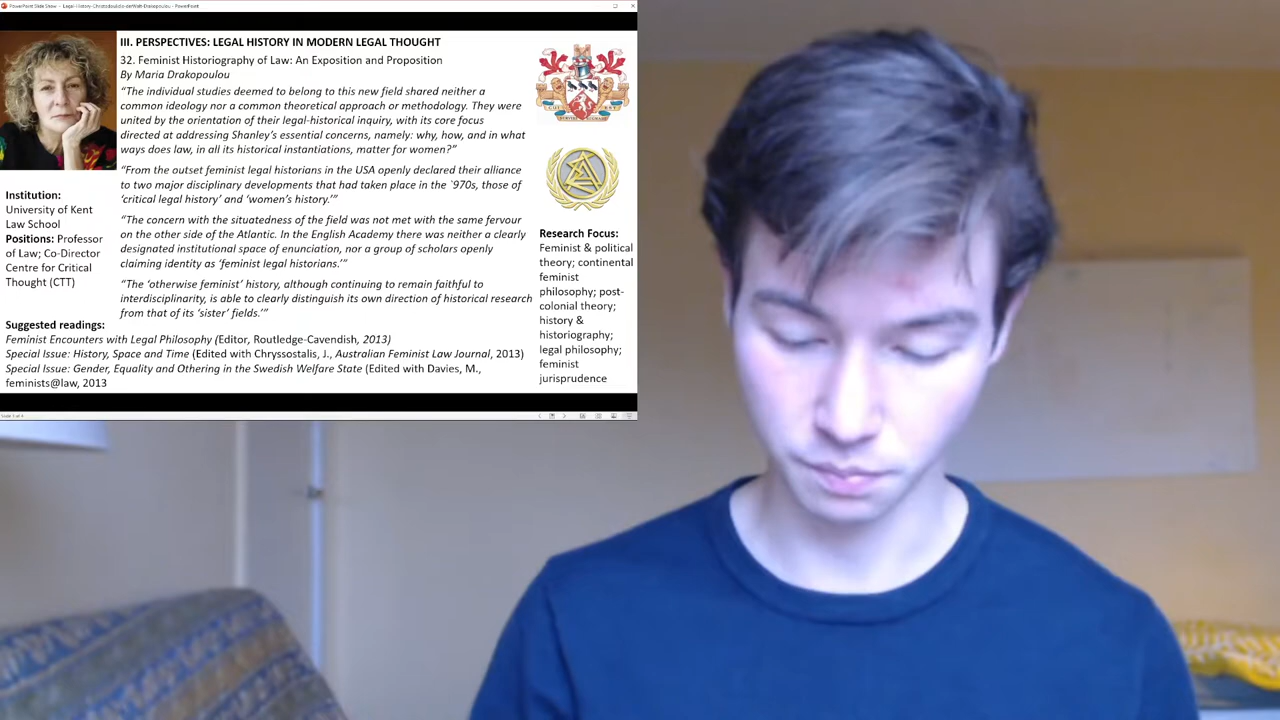 PowerPoint Slide Show - Legal-History-Christodoulidis-derWalt-Drakopoulou - PowerPoint
III. PERSPECTIVES: LEGAL HISTORY IN MODERN LEGAL THOUGHT
32. Feminist Historiography of Law: An Exposition and Proposition
By Maria Drakopoulou
“The individual studies deemed to belong to this new field shared neither a
common ideology nor a common theoretical approach or methodology. They were
united by the orientation of their legal-historical inquiry, with its core focus
directed at addressing Shanley’s essential concerns, namely: why, how, and in what
ways does law, in all its historical instantiations, matter for women?”
“From the outset feminist legal historians in the USA openly declared their alliance
to two major disciplinary developments that had taken place in the `970s, those of
‘critical legal history’ and ‘women’s history.’”
“The concern with the situatedness of the field was not met with the same fervour
on the other side of the Atlantic. In the English Academy there was neither a clearly
designated institutional space of enunciation, nor a group of scholars openly
claiming identity as ‘feminist legal historians.’”
“The ‘otherwise feminist’ history, although continuing to remain faithful to
interdisciplinarity, is able to clearly distinguish its own direction of historical research
from that of its ‘sister’ fields.’”
Institution:
University of Kent
Law School
Positions: Professor
of Law; Co-Director
Centre for Critical
Thought (CTT)
Research Focus:
Feminist & political
theory; continental
feminist
philosophy; post-
colonial theory;
history &
historiography;
legal philosophy;
feminist
jurisprudence
Suggested readings:
Feminist Encounters with Legal Philosophy (Editor, Routledge-Cavendish, 2013)
Special Issue: History, Space and Time (Edited with Chryssostalis, J., Australian Feminist Law Journal, 2013)
Special Issue: Gender, Equality and Othering in the Swedish Welfare State (Edited with Davies, M.,
feminists@law, 2013